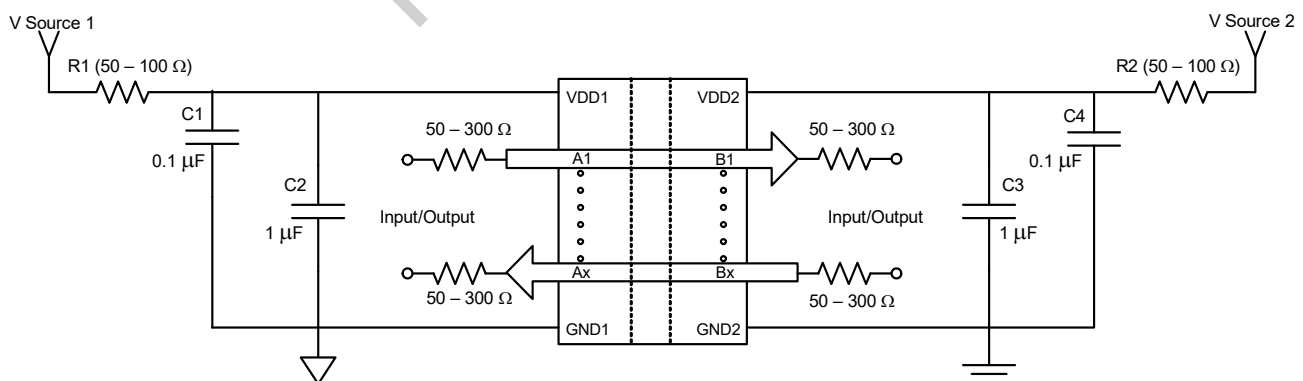 V Source 1
V Source 2
R1 (50 – 100 Ω)
R2 (50 – 100 Ω)
VDD1
VDD2
C1
C4
50 – 300 Ω
50 – 300 Ω
0.1 μF
A1
B1
0.1 μF
C2
C3
Input/Output
Input/Output
1 μF
1 μF
Ax
Bx
50 – 300 Ω
50 – 300 Ω
GND1
GND2